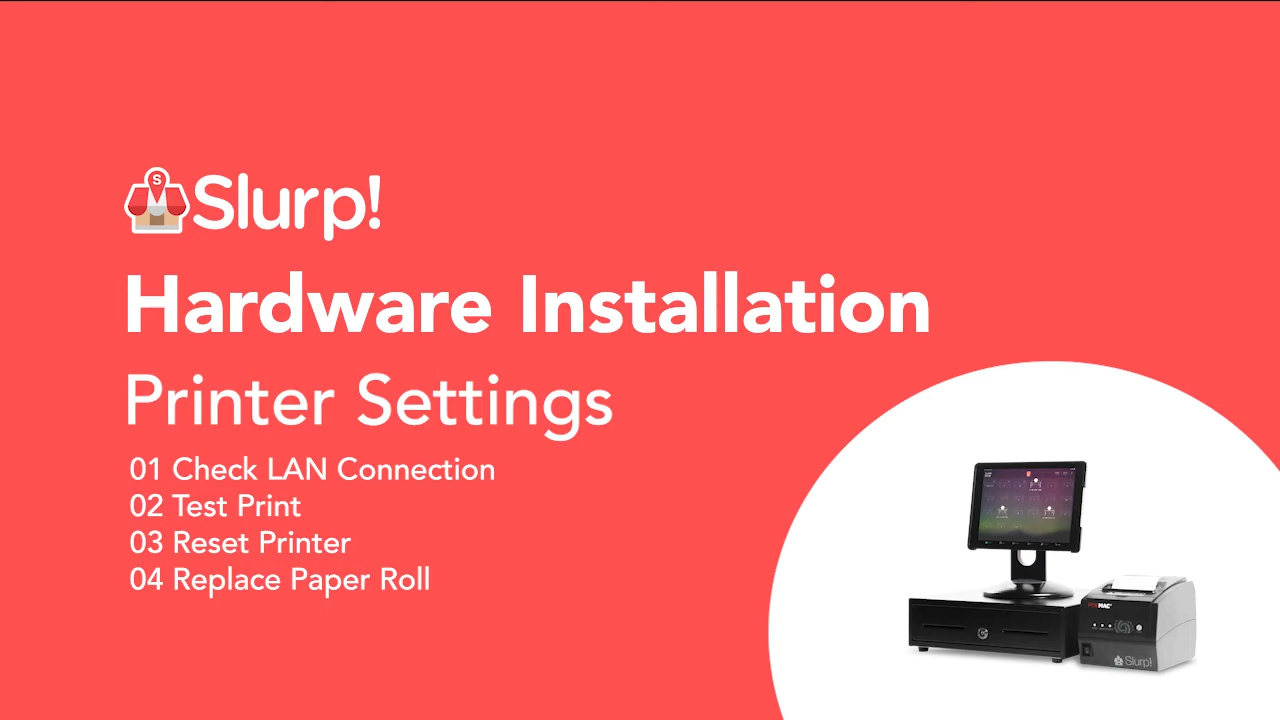 S
Slurp!
Hardware Installation
Printer Settings
01 Check LAN Connection
02 Test Print
03 Reset Printer
04 Replace Paper Roll
POSMAC
Slurp!